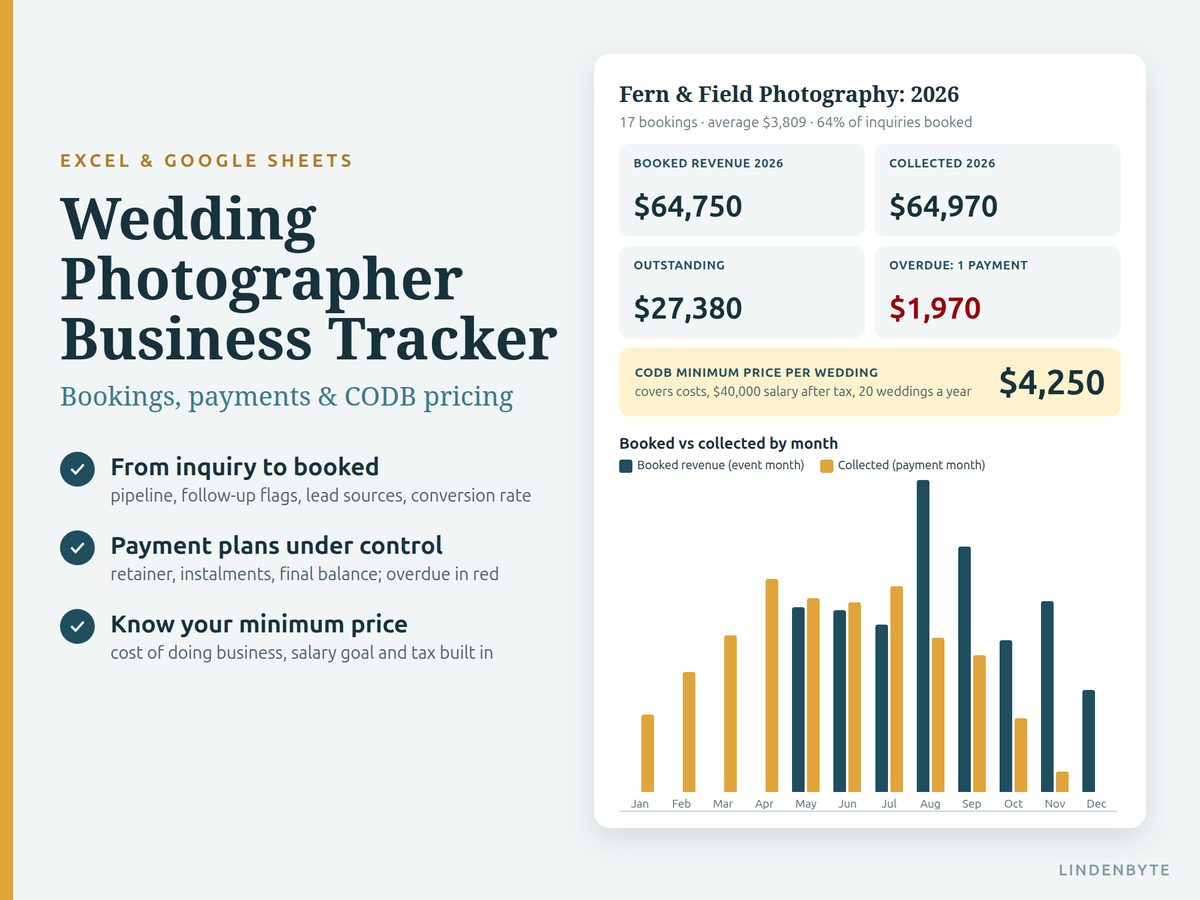 EXCEL & GOOGLE SHEETS
Wedding
Photographer
Business Tracker
Bookings, payments & CODB pricing
From inquiry to booked
pipeline, follow-up flags, lead sources, conversion rate
Payment plans under control
retainer, instalments, final balance; overdue in red
Know your minimum price
cost of doing business, salary goal and tax built in
Fern & Field Photography: 2026
17 bookings · average $3,809 · 64% of inquiries booked
BOOKED REVENUE 2026
$64,750
COLLECTED 2026
$64,970
OUTSTANDING
$27,380
OVERDUE: 1 PAYMENT
$1,970
CODB MINIMUM PRICE PER WEDDING
covers costs, $40,000 salary after tax, 20 weddings a year
$4,250
Booked vs collected by month
Booked revenue (event month) Collected (payment month)
Jan Feb Mar Apr May Jun Jul Aug Sep Oct Nov Dec
LINDENBYTE